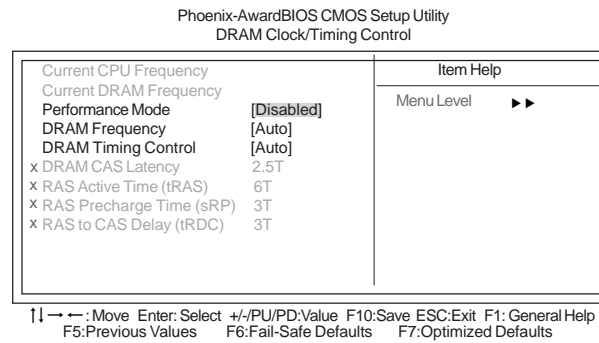 Phoenix-AwardBIOS CMOS Setup Utility
DRAM Clock/Timing Control
Current CPU Frequency
Current DRAM Frequency
Performance Mode [Disabled]
DRAM Frequency [Auto]
DRAM Timing Control [Auto]
x DRAM CAS Latency 2.5T
x RAS Active Time (tRAS) 6T
x RAS Precharge Time (sRP) 3T
x RAS to CAS Delay (tRDC) 3T
Item Help
Menu Level ►►
↑↓→←: Move Enter: Select +/-/PU/PD:Value F10:Save ESC:Exit F1: General Help
F5:Previous Values F6:Fail-Safe Defaults F7:Optimized Defaults